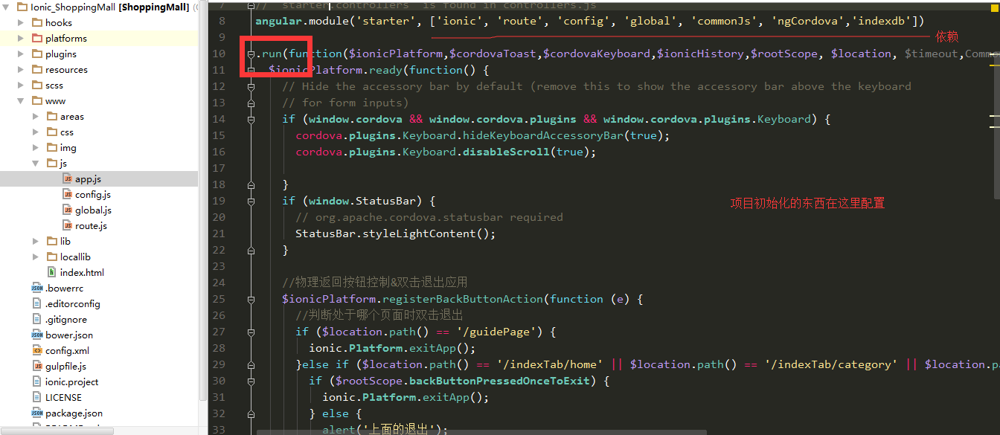 Ionic_ShoppingMall [ShoppingMall] (
hooks
platforms
plugins
resources
scss
www
areas
css
img
js
app.js
config.js
global.js
route.js
lib
locallib
index.html
.bowerrc
.editorconfig
.gitignore
bower.json
config.xml
gulpfile.js
ionic.project
LICENSE
package.json
7 // starter.controllers is found in controllers.js
8 angular.module('starter', ['ionic', 'route', 'config', 'global', 'commonJs', 'ngCordova','indexdb'])
9
依赖
10 .run(function($ionicPlatform,$cordovaToast,$cordovaKeyboard,$ionicHistory,$rootScope, $location, $timeout,Commo
11 $ionicPlatform.ready(function() {
12 // Hide the accessory bar by default (remove this to show the accessory bar above the keyboard
13 // for form inputs)
14 if (window.cordova && window.cordova.plugins && window.cordova.plugins.Keyboard) {
15 cordova.plugins.Keyboard.hideKeyboardAccessoryBar(true);
16 cordova.plugins.Keyboard.disableScroll(true);
17
18 }
19 if (window.StatusBar) {
项目初始化的东西在这里配置
20 // org.apache.cordova.statusbar required
21 StatusBar.styleLightContent();
22 }
23
24 //物理返回按钮控制&双击退出应用
25 $ionicPlatform.registerBackButtonAction(function (e) {
26 //判断处于哪个页面时双击退出
27 if ($location.path() == '/guidePage') {
28 ionic.Platform.exitApp();
29 }else if ($location.path() == '/indexTab/home' || $location.path() == '/indexTab/category' || $location.pa
30 if ($rootScope.backButtonPressedOnceToExit) {
31 ionic.Platform.exitApp();
32 } else {
33 alert('上面的退出');